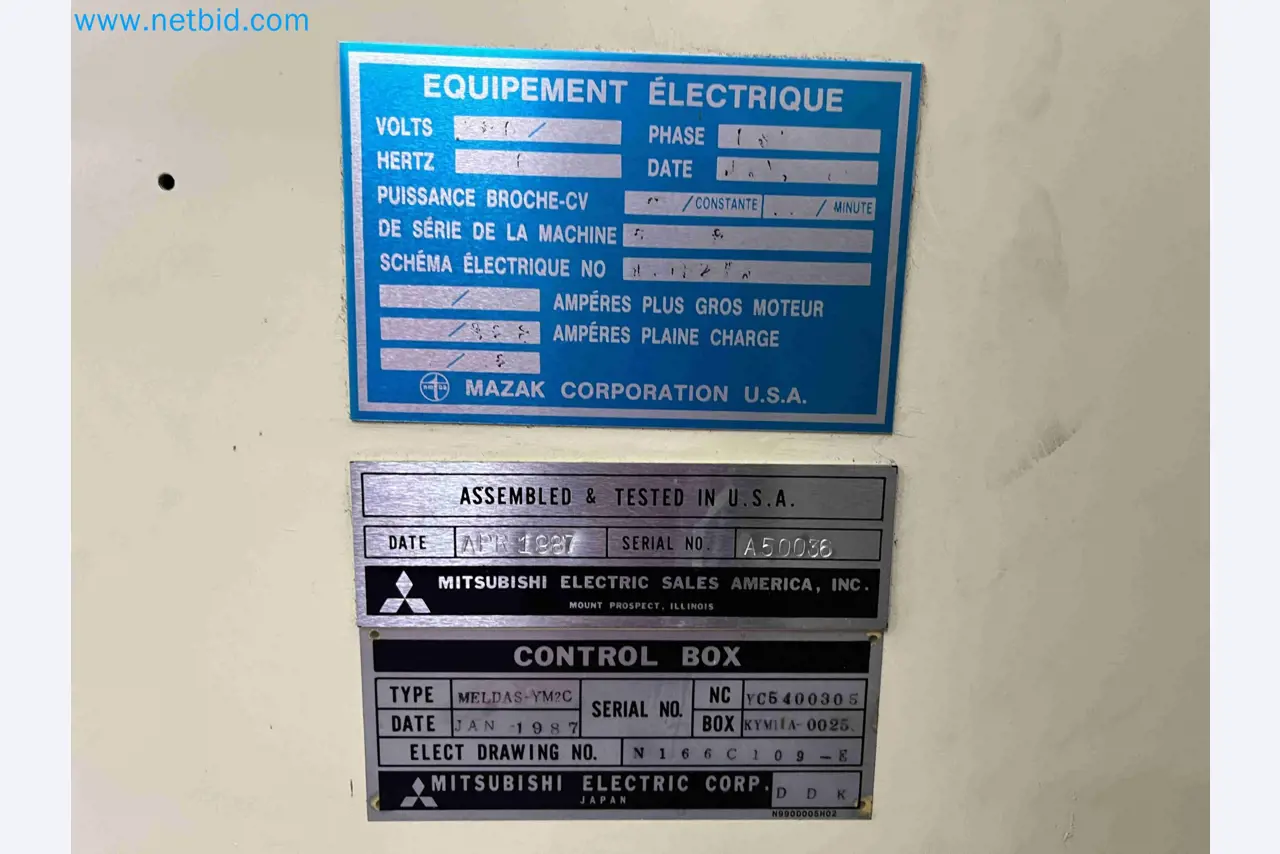 www.netbid.com
EQUIPEMENT ÉLECTRIQUE
VOLTS / PHASE
HERTZ DATE
PUISSANCE BROCHE-CV /CONSTANTE / MINUTE
DE SÉRIE DE LA MACHINE
SCHÉMA ÉLECTRIQUE NO
/ AMPÉRES PLUS GROS MOTEUR
/ AMPÉRES PLAINE CHARGE
/
MAZAK CORPORATION U.S.A.
ASSEMBLED & TESTED IN U.S.A.
DATE APR 1987 SERIAL NO. A50036
MITSUBISHI ELECTRIC SALES AMERICA, INC.
MOUNT PROSPECT, ILLINOIS
CONTROL BOX
TYPE MELDAS-YM2C SERIAL NO. NC YC5400305
DATE JAN 1987 BOX KYM11A-0025
ELECT DRAWING NO. N166C109-E
MITSUBISHI ELECTRIC CORP. DDK
JAPAN
N990D005H02